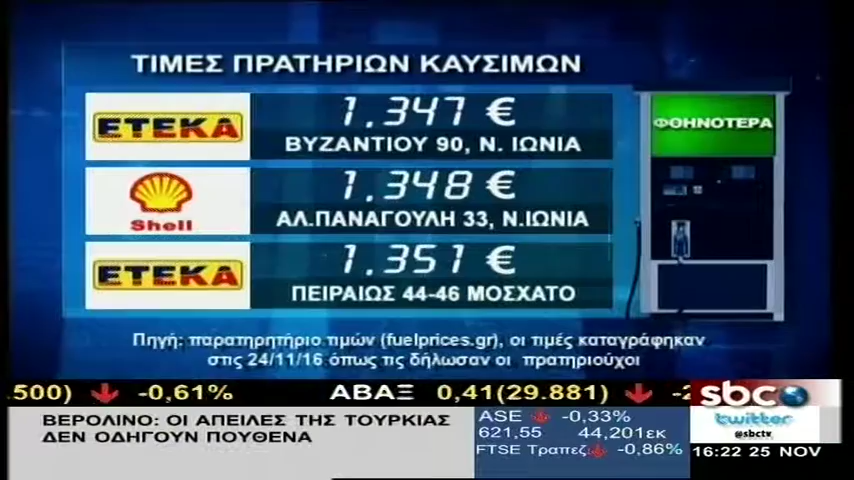 ΤΙΜΕΣ ΠΡΑΤΗΡΙΩΝ ΚΑΥΣΙΜΩΝ
ΕΤΕΚΑ
1.347 €
ΒΥΖΑΝΤΙΟΥ 90, Ν. ΙΩΝΙΑ
ΦΘΗΝΟΤΕΡΑ
Shell
1.348 €
ΑΛ.ΠΑΝΑΓΟΥΛΗ 33, Ν.ΙΩΝΙΑ
ΕΤΕΚΑ
1.351 €
ΠΕΙΡΑΙΩΣ 44-46 ΜΟΣΧΑΤΟ
Πηγή: παρατηρητήριο τιμών (fuelprices.gr), οι τιμές καταγράφηκαν
στις 24/11/16 όπως τις δήλωσαν οι πρατηριούχοι
.500) -0,61% ΑΒΑΞ 0,41(29.881) -2
ΒΕΡΟΛΙΝΟ: ΟΙ ΑΠΕΙΛΕΣ ΤΗΣ ΤΟΥΡΚΙΑΣ
ΔΕΝ ΟΔΗΓΟΥΝ ΠΟΥΘΕΝΑ
ASE -0,33%
621,55 44,201εκ
FTSE Τραπεζ -0,86%
sbc
twitter
@sbctv
16:22 25 NOV